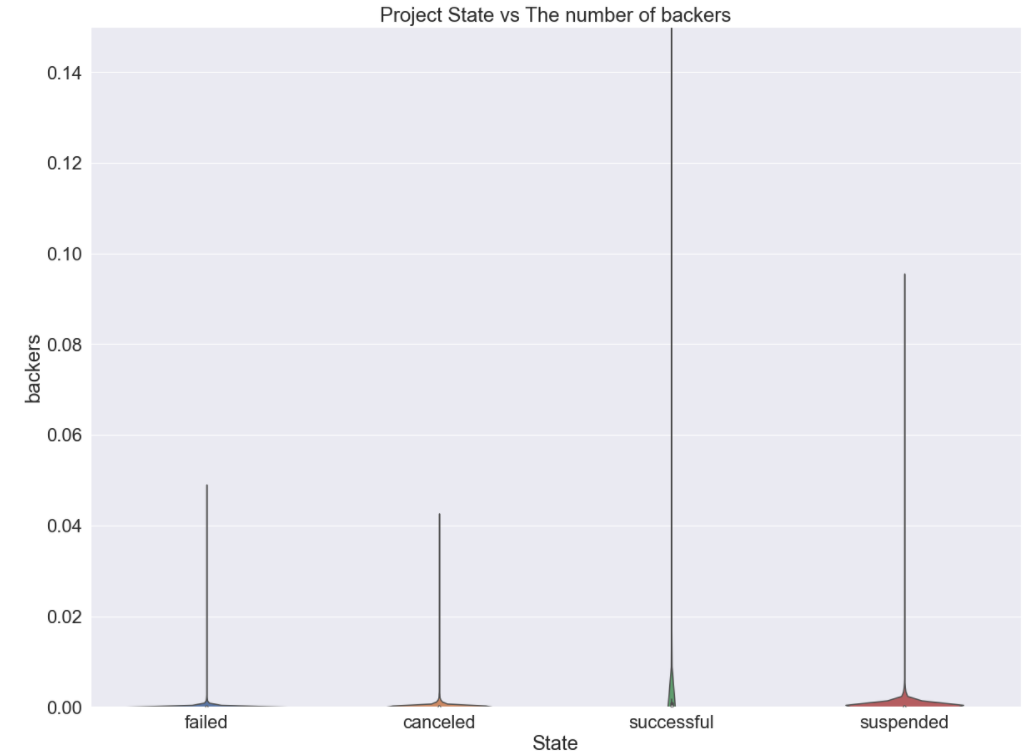 Project State vs The number of backers
0.14
0.12
0.10
0.08
0.06
0.04
0.02
0.00
backers
failed canceled successful suspended
State